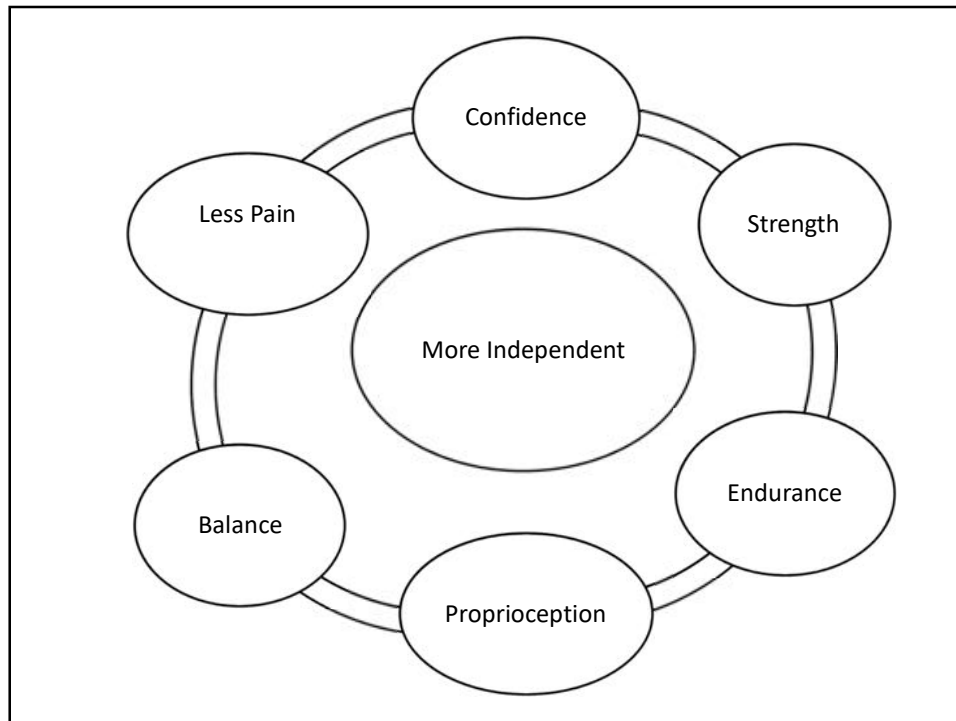 Confidence
Less Pain
Strength
More Independent
Endurance
Balance
Proprioception